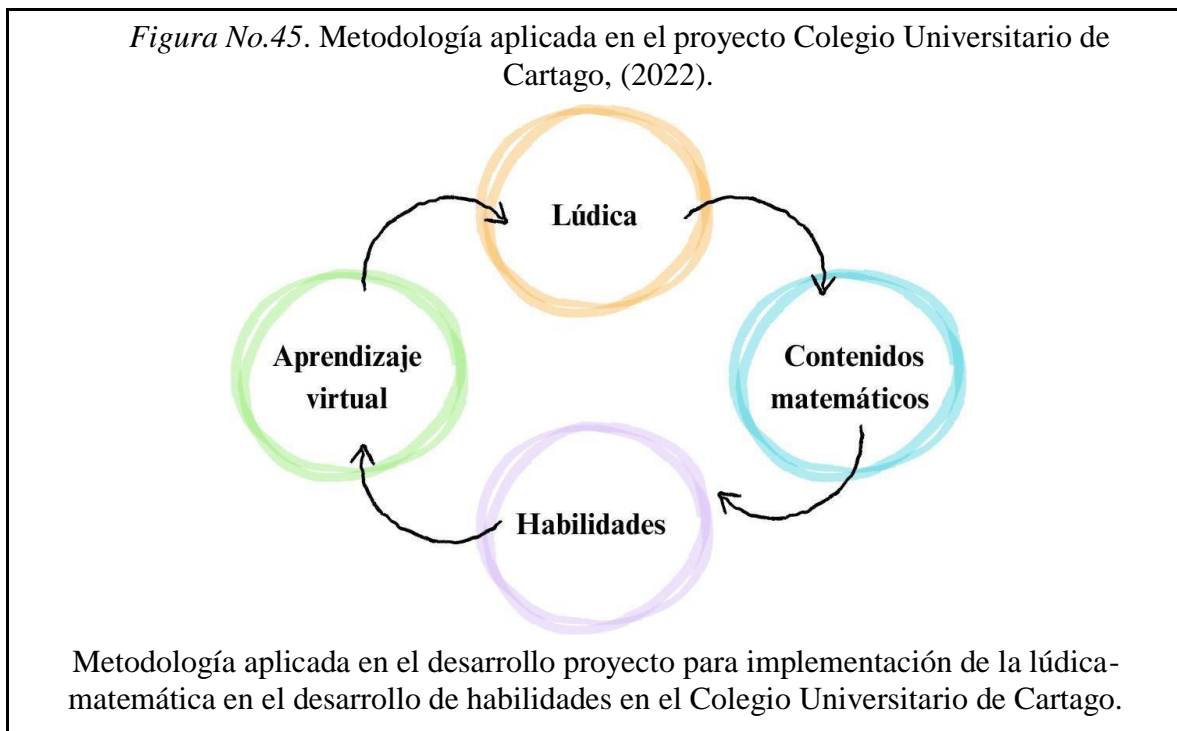 Figura No.45. Metodología aplicada en el proyecto Colegio Universitario de
Cartago, (2022).
Lúdica
Aprendizaje
virtual
Contenidos
matemáticos
Habilidades
Metodología aplicada en el desarrollo proyecto para implementación de la lúdica-
matemática en el desarrollo de habilidades en el Colegio Universitario de Cartago.